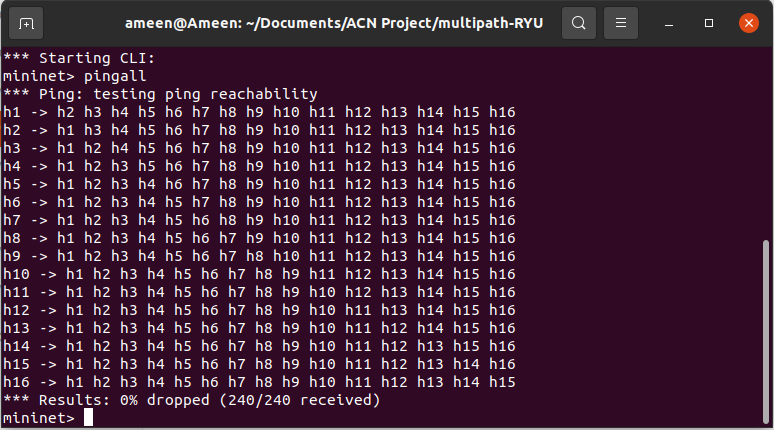 ameen@Ameen: ~/Documents/ACN Project/multipath-RYU
*** Starting CLI:
mininet> pingall
*** Ping: testing ping reachability
h1 -> h2 h3 h4 h5 h6 h7 h8 h9 h10 h11 h12 h13 h14 h15 h16
h2 -> h1 h3 h4 h5 h6 h7 h8 h9 h10 h11 h12 h13 h14 h15 h16
h3 -> h1 h2 h4 h5 h6 h7 h8 h9 h10 h11 h12 h13 h14 h15 h16
h4 -> h1 h2 h3 h5 h6 h7 h8 h9 h10 h11 h12 h13 h14 h15 h16
h5 -> h1 h2 h3 h4 h6 h7 h8 h9 h10 h11 h12 h13 h14 h15 h16
h6 -> h1 h2 h3 h4 h5 h7 h8 h9 h10 h11 h12 h13 h14 h15 h16
h7 -> h1 h2 h3 h4 h5 h6 h8 h9 h10 h11 h12 h13 h14 h15 h16
h8 -> h1 h2 h3 h4 h5 h6 h7 h9 h10 h11 h12 h13 h14 h15 h16
h9 -> h1 h2 h3 h4 h5 h6 h7 h8 h10 h11 h12 h13 h14 h15 h16
h10 -> h1 h2 h3 h4 h5 h6 h7 h8 h9 h11 h12 h13 h14 h15 h16
h11 -> h1 h2 h3 h4 h5 h6 h7 h8 h9 h10 h12 h13 h14 h15 h16
h12 -> h1 h2 h3 h4 h5 h6 h7 h8 h9 h10 h11 h13 h14 h15 h16
h13 -> h1 h2 h3 h4 h5 h6 h7 h8 h9 h10 h11 h12 h14 h15 h16
h14 -> h1 h2 h3 h4 h5 h6 h7 h8 h9 h10 h11 h12 h13 h15 h16
h15 -> h1 h2 h3 h4 h5 h6 h7 h8 h9 h10 h11 h12 h13 h14 h16
h16 -> h1 h2 h3 h4 h5 h6 h7 h8 h9 h10 h11 h12 h13 h14 h15
*** Results: 0% dropped (240/240 received)
mininet>